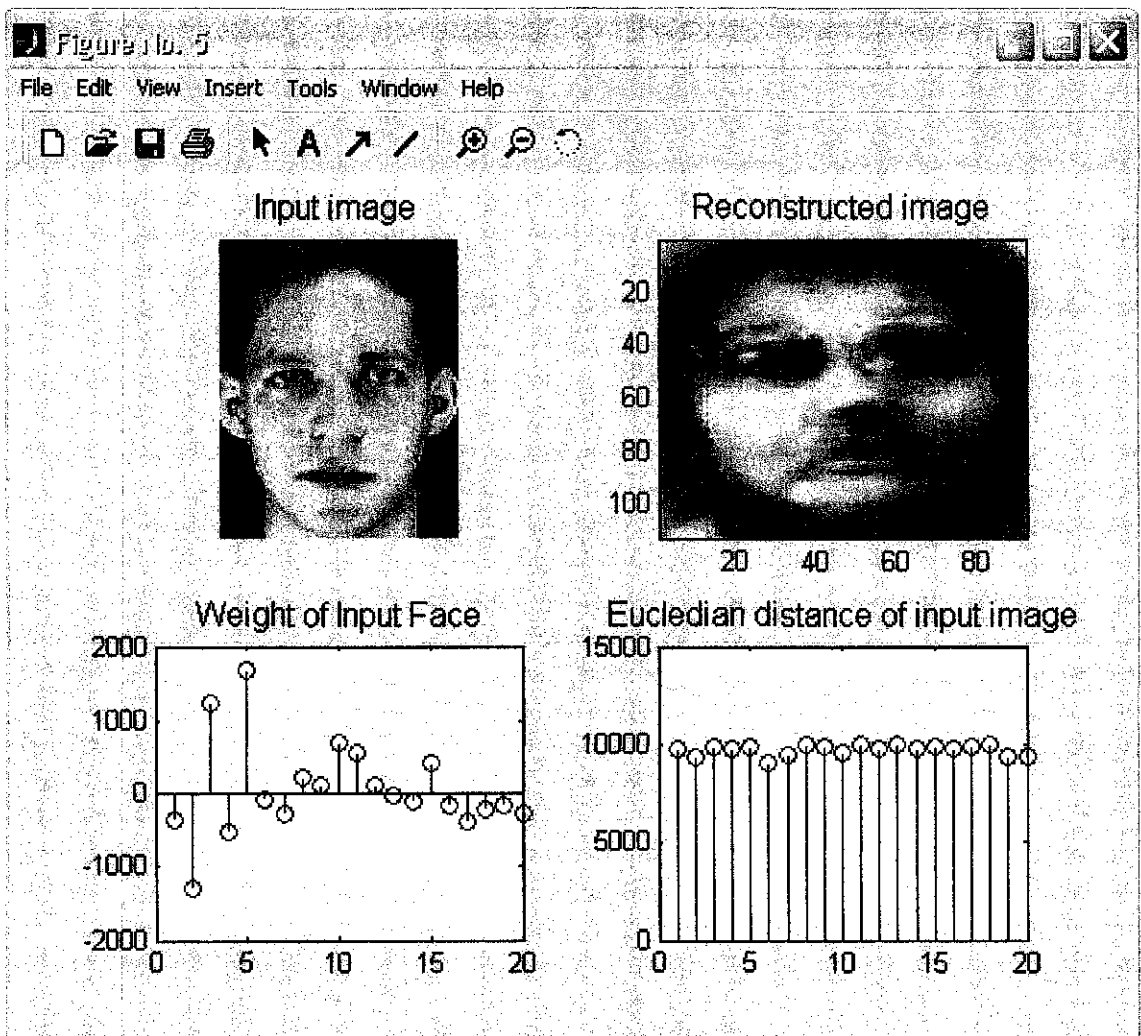 Figure No. 5
File Edit View Insert Tools Window Help
Input image
Reconstructed image
20
40
60
80
100
20 40 60 80
Weight of Input Face
2000
1000
0
-1000
-2000
0 5 10 15 20
Eucledian distance of input image
15000
10000
5000
0
0 5 10 15 20